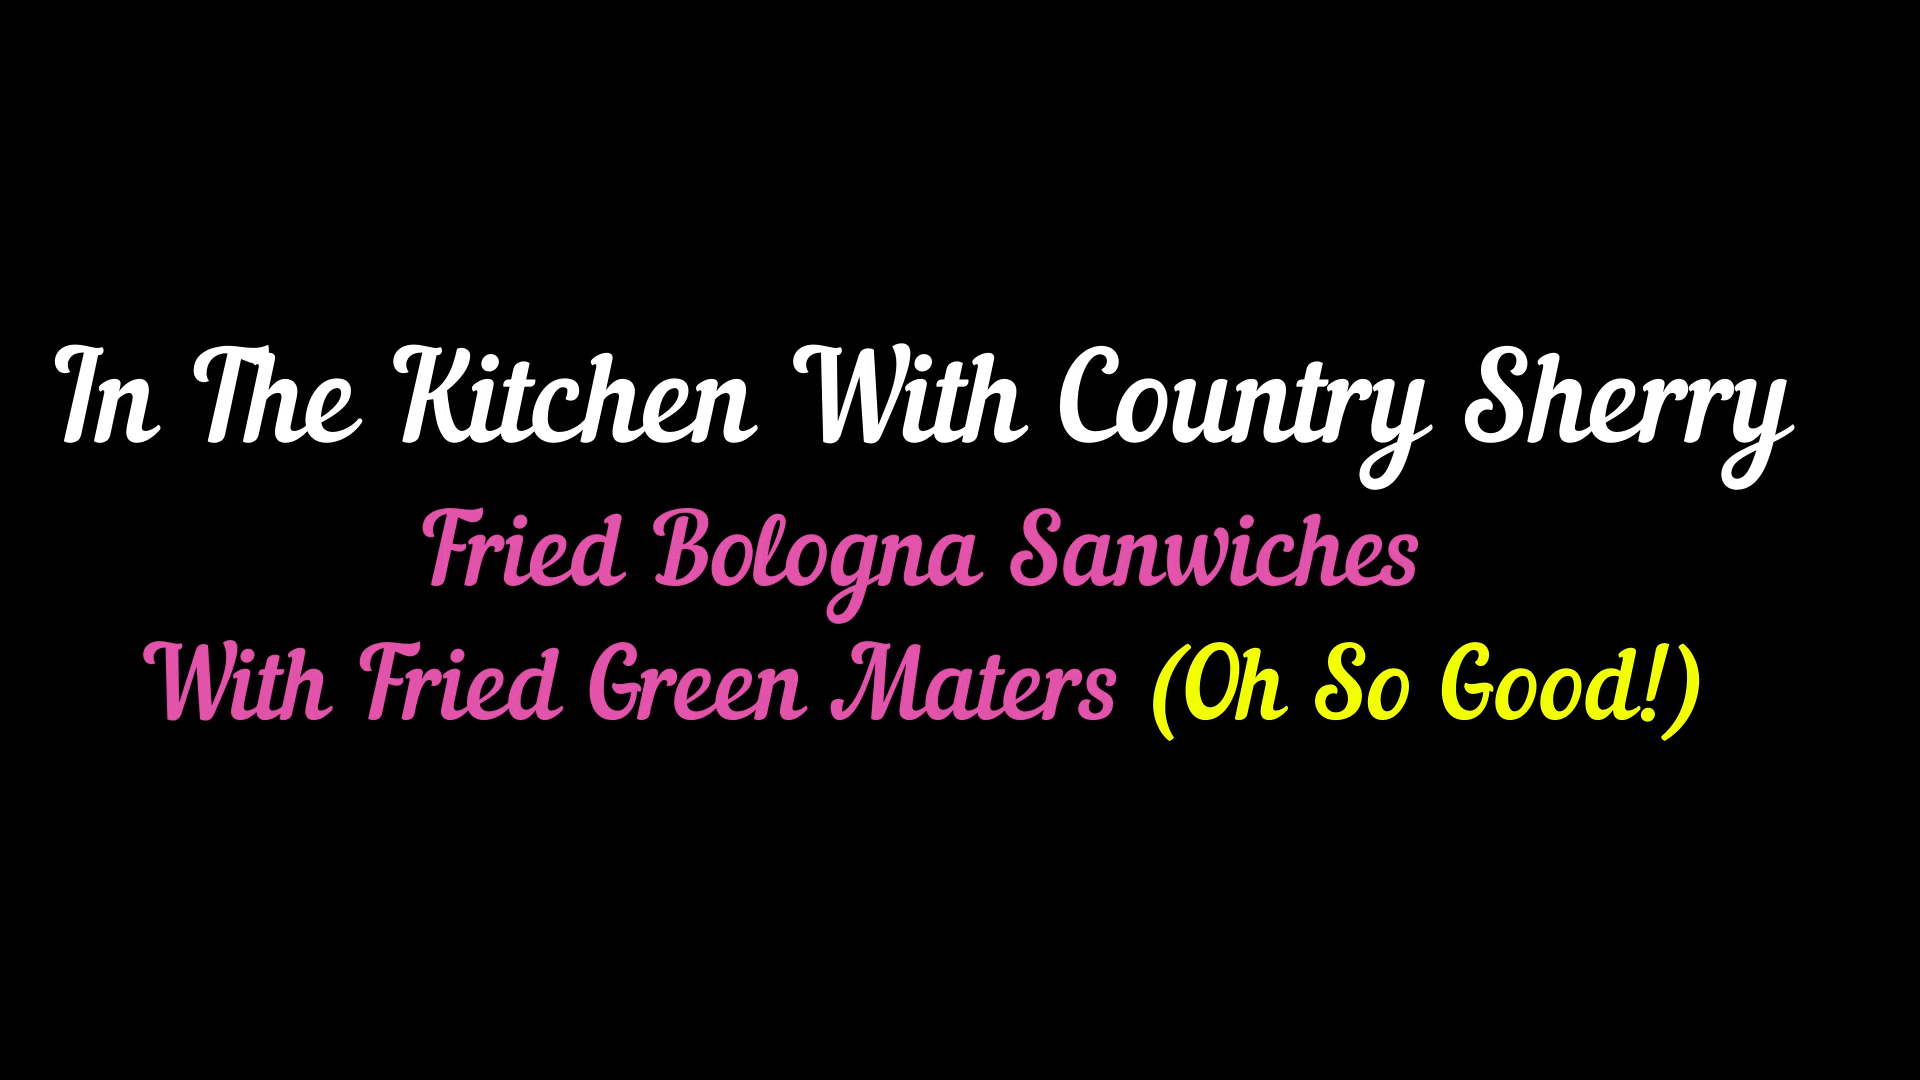 In The Kitchen With Country Sherry
Fried Bologna Sanwiches
With Fried Green Maters (Oh So Good!)